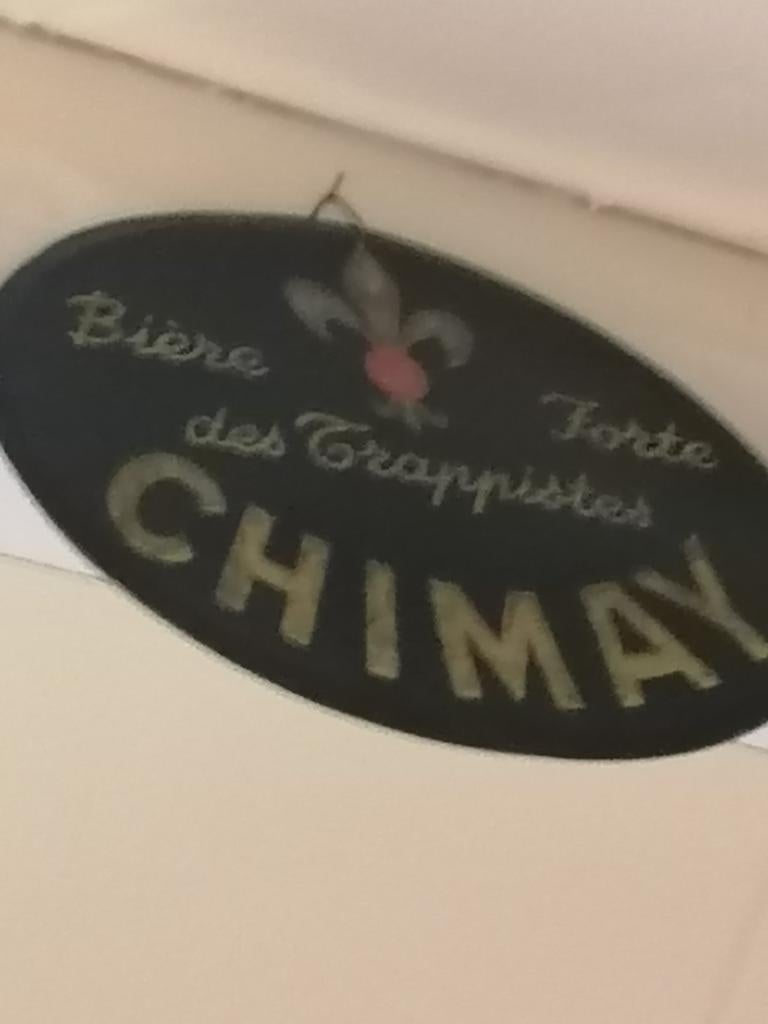 Bière Forte
des Trappistes
CHIMAY